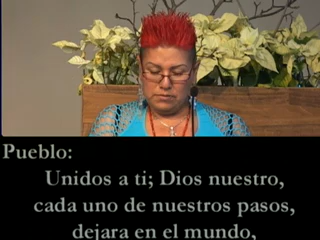 Pueblo:
Unidos a ti; Dios nuestro,
cada uno de nuestros pasos,
dejara en el mundo,